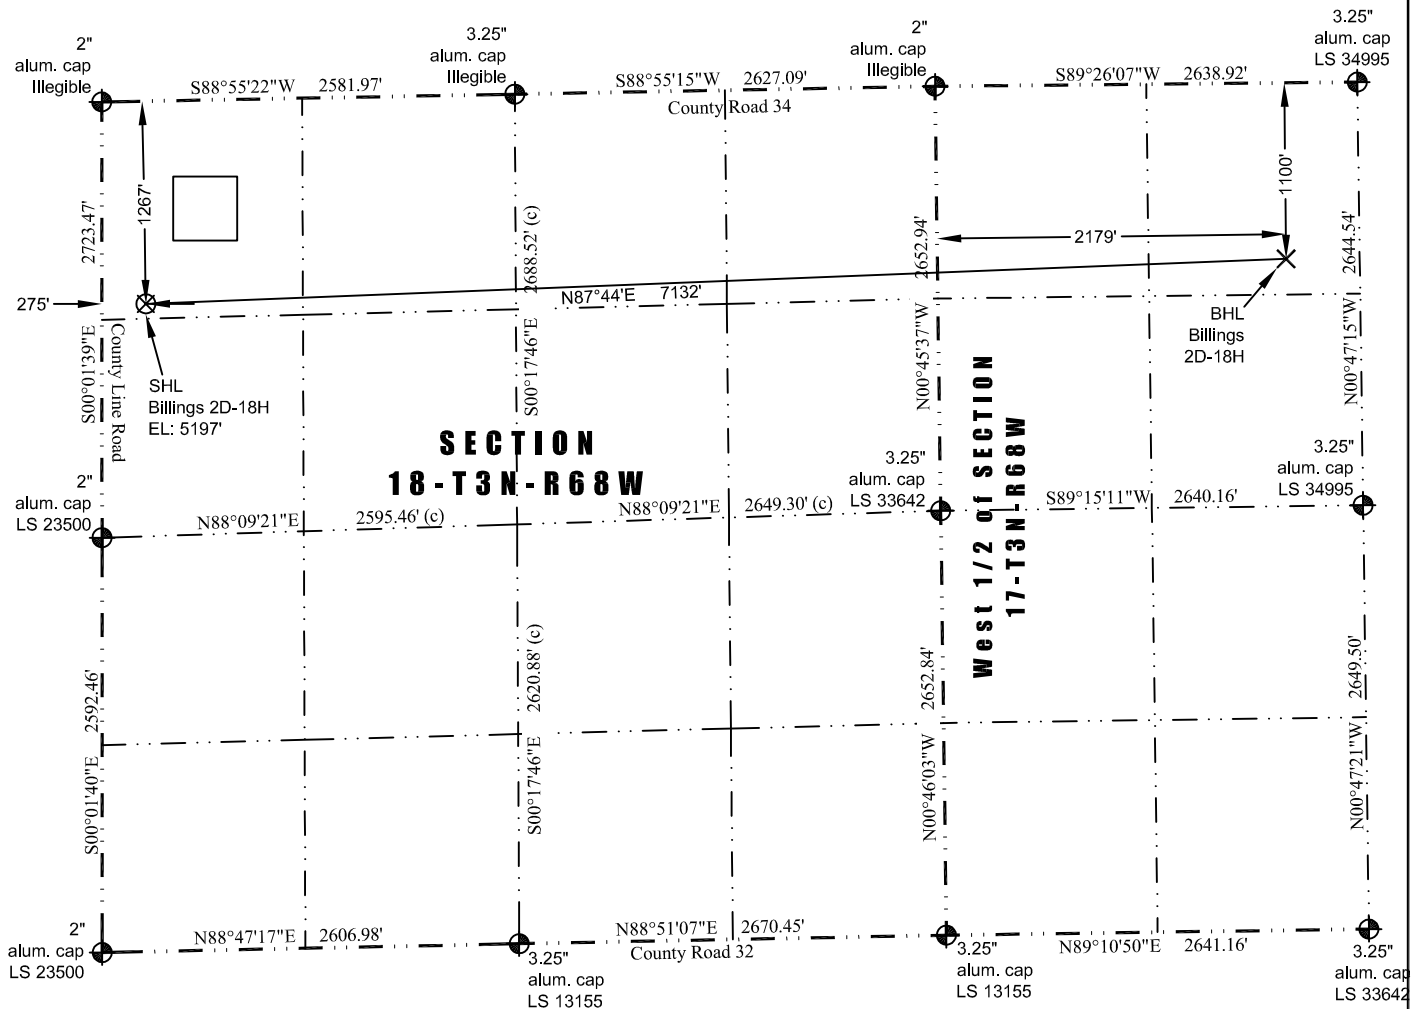 2"
alum. cap
Illegible
3.25"
alum. cap
Illegible
2"
alum. cap
Illegible
3.25"
alum. cap
LS 34995
S88°55'22"W 2581.97'
S88°55'15"W 2627.09'
County Road 34
S89°26'07"W 2638.92'
1267'
1100'
2723.47'
2688.52' (c)
2652.94'
2179'
2644.54'
275'
N87°44'E 7132'
BHL
Billings
2D-18H
S00°01'39"E
County Line Road
SHL
Billings 2D-18H
EL: 5197'
S00°17'46"E
N00°45'37"W
N00°47'15"W
SECTION
18-T3N-R68W
West 1/2 of SECTION
17-T3N-R68W
2"
alum. cap
LS 23500
3.25"
alum. cap
LS 33642
3.25"
alum. cap
LS 34995
N88°09'21"E 2595.46' (c)
N88°09'21"E 2649.30' (c)
S89°15'11"W 2640.16'
2592.46'
2620.88' (c)
2652.84'
2649.50'
S00°01'40"E
S00°17'46"E
N00°46'03"W
N00°47'21"W
2"
alum. cap
LS 23500
N88°47'17"E 2606.98'
3.25"
alum. cap
LS 13155
N88°51'07"E 2670.45'
County Road 32
3.25"
alum. cap
LS 13155
N89°10'50"E 2641.16'
3.25"
alum. cap
LS 33642